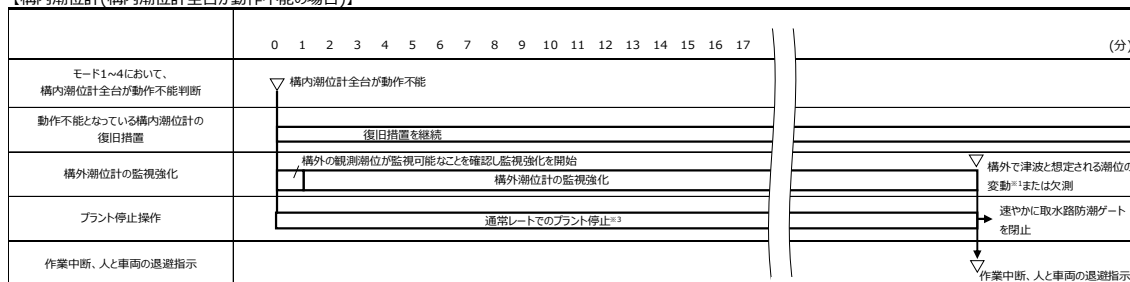 【構内潮位計(構内潮位計全台が動作不能の場合)】
0 1 2 3 4 5 6 7 8 9 10 11 12 13 14 15 16 17 (分)
モード1~4において、
構内潮位計全台が動作不能判断
構内潮位計全台が動作不能
動作不能となっている構内潮位計の
復旧措置
復旧措置を継続
構外潮位計の監視強化
構外の観測潮位が監視可能なことを確認し監視強化を開始
構外潮位計の監視強化
構外で津波と想定される潮位の
変動※1または欠測
プラント停止操作
通常レートでのプラント停止※3
速やかに取水路防潮ゲート
を閉止
作業中断、人と車両の退避指示
作業中断、人と車両の退避指示